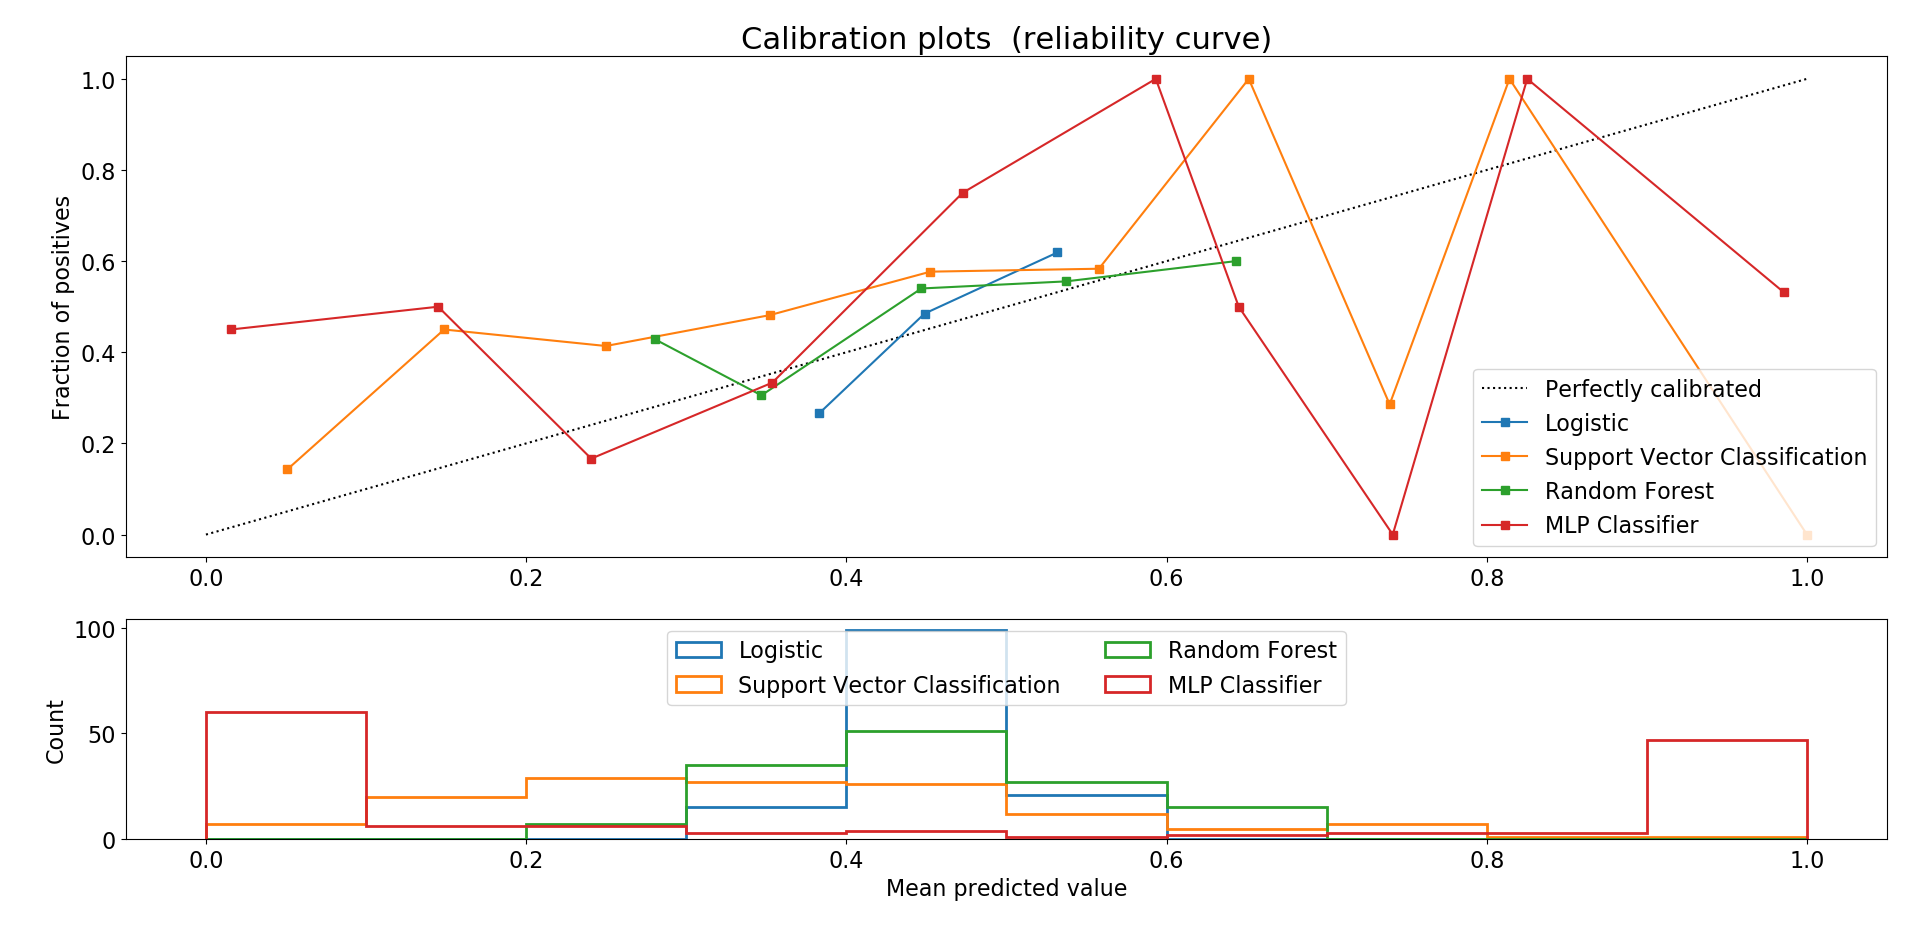 Calibration plots  (reliability curve)
Fraction of positives
1.0
0.8
0.6
0.4
0.2
0.0
0.0 0.2 0.4 0.6 0.8 1.0
Perfectly calibrated
Logistic
Support Vector Classification
Random Forest
MLP Classifier
Count
100
50
0
Logistic
Support Vector Classification
Random Forest
MLP Classifier
0.0 0.2 0.4 0.6 0.8 1.0
Mean predicted value